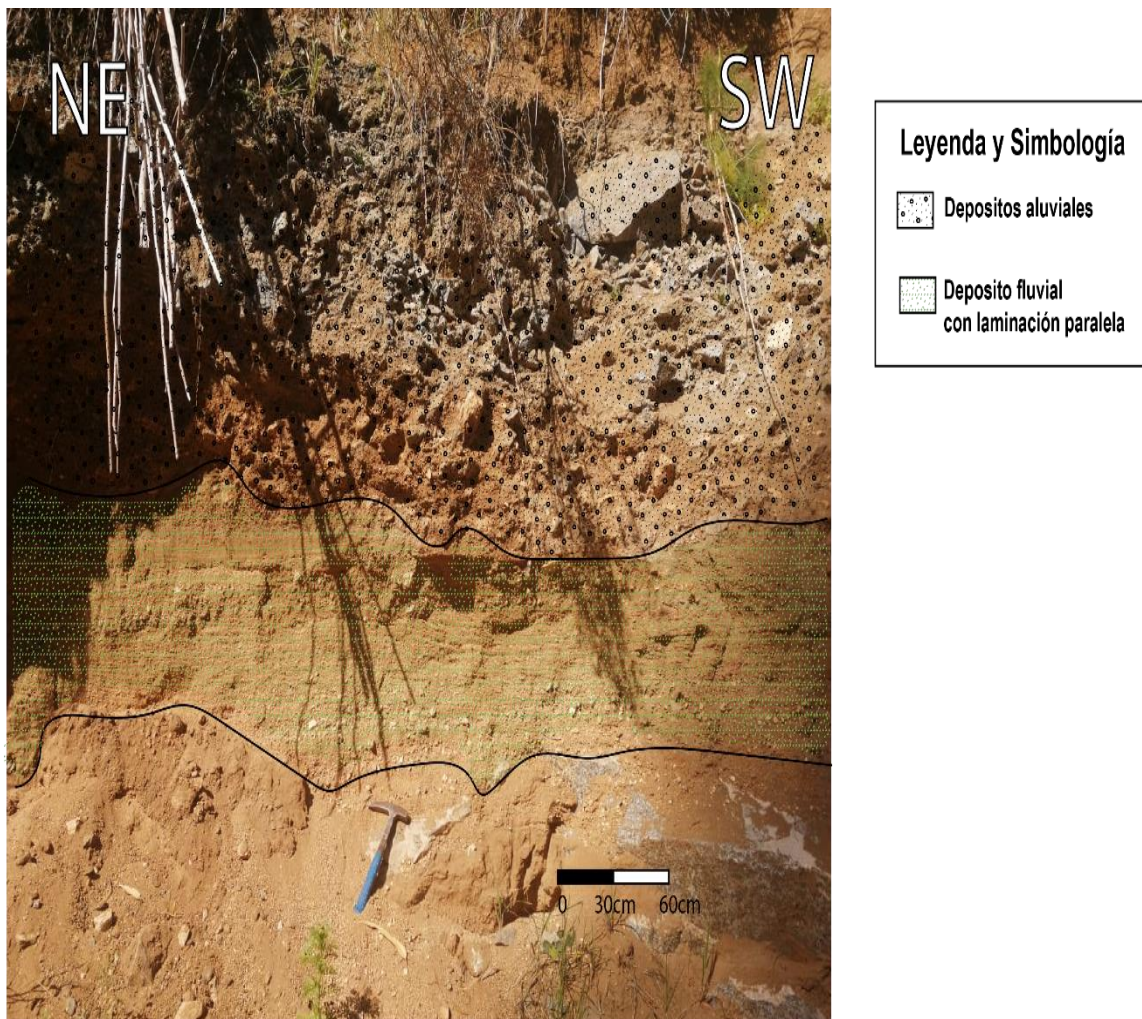 NE
SW
Leyenda y Simbología
Depositos aluviales
Deposito fluvial
con laminación paralela
0 30cm 60cm